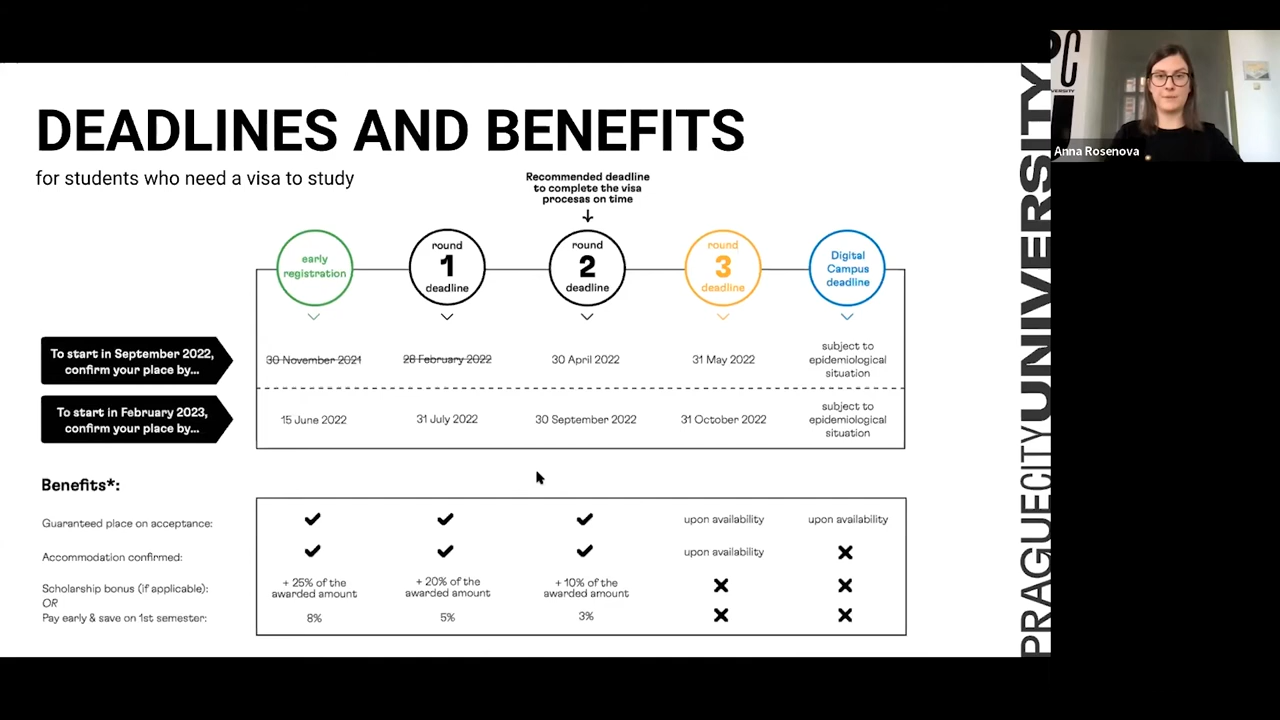 DEADLINES AND BENEFITS
for students who need a visa to study
Recommended deadline
to complete the visa
procesas on time
early
registration
round
1
deadline
round
2
deadline
round
3
deadline
Digital
Campus
deadline
To start in September 2022,
confirm your place by...
30 November 2021
28 February 2022
30 April 2022
31 May 2022
subject to
epidemiological
situation
To start in February 2023,
confirm your place by...
15 June 2022
31 July 2022
30 September 2022
31 October 2022
subject to
epidemiological
situation
Benefits*:
Guaranteed place on acceptance:
upon availability
upon availability
Accommodation confirmed:
upon availability
Scholarship bonus (if applicable):
+ 25% of the
awarded amount
+ 20% of the
awarded amount
+ 10% of the
awarded amount
OR
Pay early & save on 1st semester:
8%
5%
3%
PRAGUECITYUNIVERSITY
Anna Rosenova